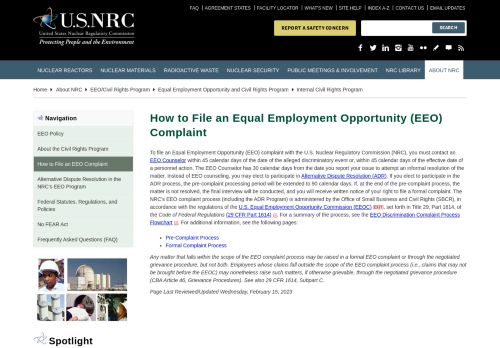 FAQ | AGREEMENT STATES | FACILITY LOCATOR | WHAT'S NEW | SITE HELP | INDEX A-Z | CONTACT US | EMAIL UPDATES
U.S.NRC
United States Nuclear Regulatory Commission
Protecting People and the Environment
REPORT A SAFETY CONCERN
SEARCH
NUCLEAR REACTORS
NUCLEAR MATERIALS
RADIOACTIVE WASTE
NUCLEAR SECURITY
PUBLIC MEETINGS & INVOLVEMENT
NRC LIBRARY
ABOUT NRC
Home > About NRC > EEO/Civil Rights Program > Equal Employment Opportunity and Civil Rights Program > Internal Civil Rights Program
Navigation
EEO Policy
About the Civil Rights Program
How to File an EEO Complaint
Alternative Dispute Resolution in the
NRC's EEO Program
Federal Statutes, Regulations, and
Policies
No FEAR Act
Frequently Asked Questions (FAQ)
Spotlight
How to File an Equal Employment Opportunity (EEO)
Complaint
To file an Equal Employment Opportunity (EEO) complaint with the U.S. Nuclear Regulatory Commission (NRC), you must contact an
EEO Counselor within 45 calendar days of the date of the alleged discriminatory event or, within 45 calendar days of the effective date of
a personnel action. The EEO Counselor has 30 calendar days from the date you report your issue to attempt an informal resolution of the
matter. Instead of EEO counseling, you may elect to participate in Alternative Dispute Resolution (ADR). If you elect to participate in the
ADR process, the pre-complaint processing period will be extended to 90 calendar days. If, at the end of the pre-complaint process, the
matter is not resolved, the final interview will be conducted, and you will receive written notice of your right to file a formal complaint. The
NRC's EEO complaint process (including the ADR Program) is administered by the Office of Small Business and Civil Rights (SBCR), in
accordance with the regulations of the U.S. Equal Employment Opportunity Commission (EEOC) , set forth in Title 29, Part 1614, of
the Code of Federal Regulations (29 CFR Part 1614) . For a summary of the process, see the EEO Discrimination Complaint Process
Flowchart . For additional information, see the following pages:
• Pre-Complaint Process
• Formal Complaint Process
Any matter that falls within the scope of the EEO complaint process may be raised in a formal EEO complaint or through the negotiated
grievance procedure, but not both. Employees whose claims fall outside the scope of the EEO complaint process (i.e., claims that may not
be brought before the EEOC) may nonetheless raise such matters, if otherwise grievable, through the negotiated grievance procedure
(CBA Article 46, Grievance Procedures). See also 29 CFR 1614, Subpart C.
Page Last Reviewed/Updated Wednesday, February 15, 2023